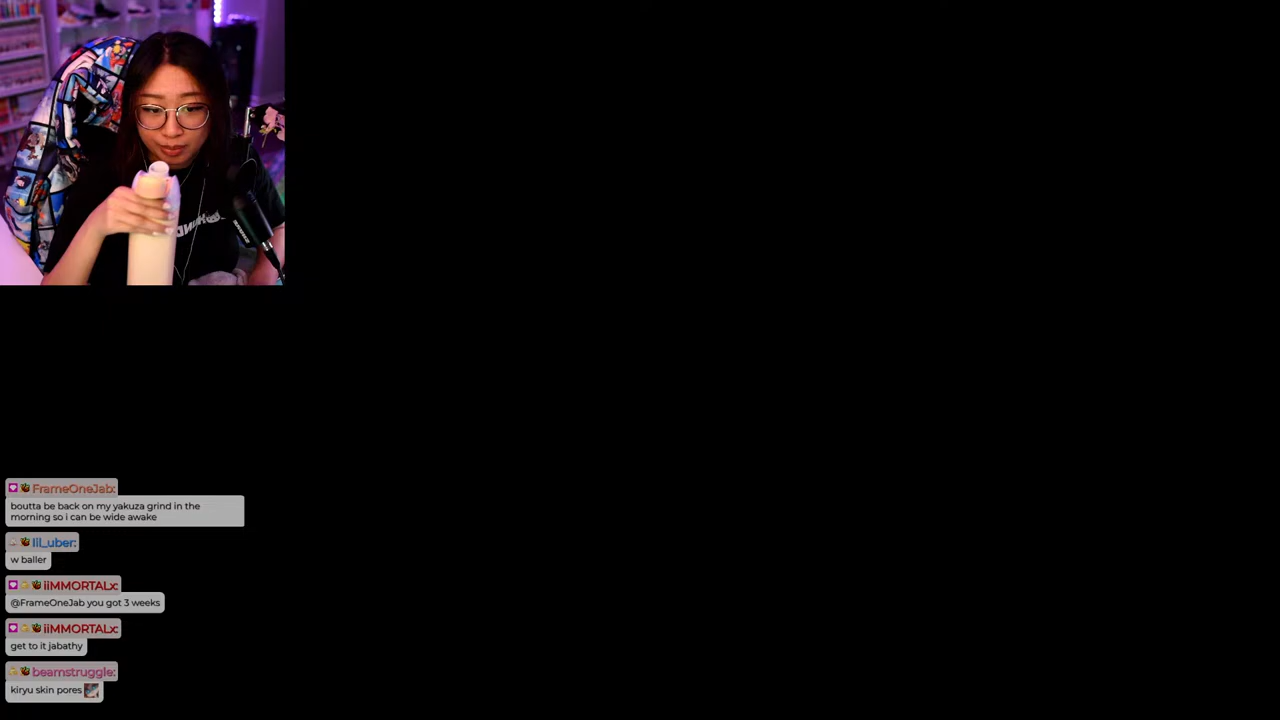 FrameOneJab:
boutta be back on my yakuza grind in the
morning so i can be wide awake
lil_uber:
w baller
iiMMORTALx:
@FrameOneJab you got 3 weeks
iiMMORTALx:
get to it jabathy
beamstruggle:
kiryu skin pores